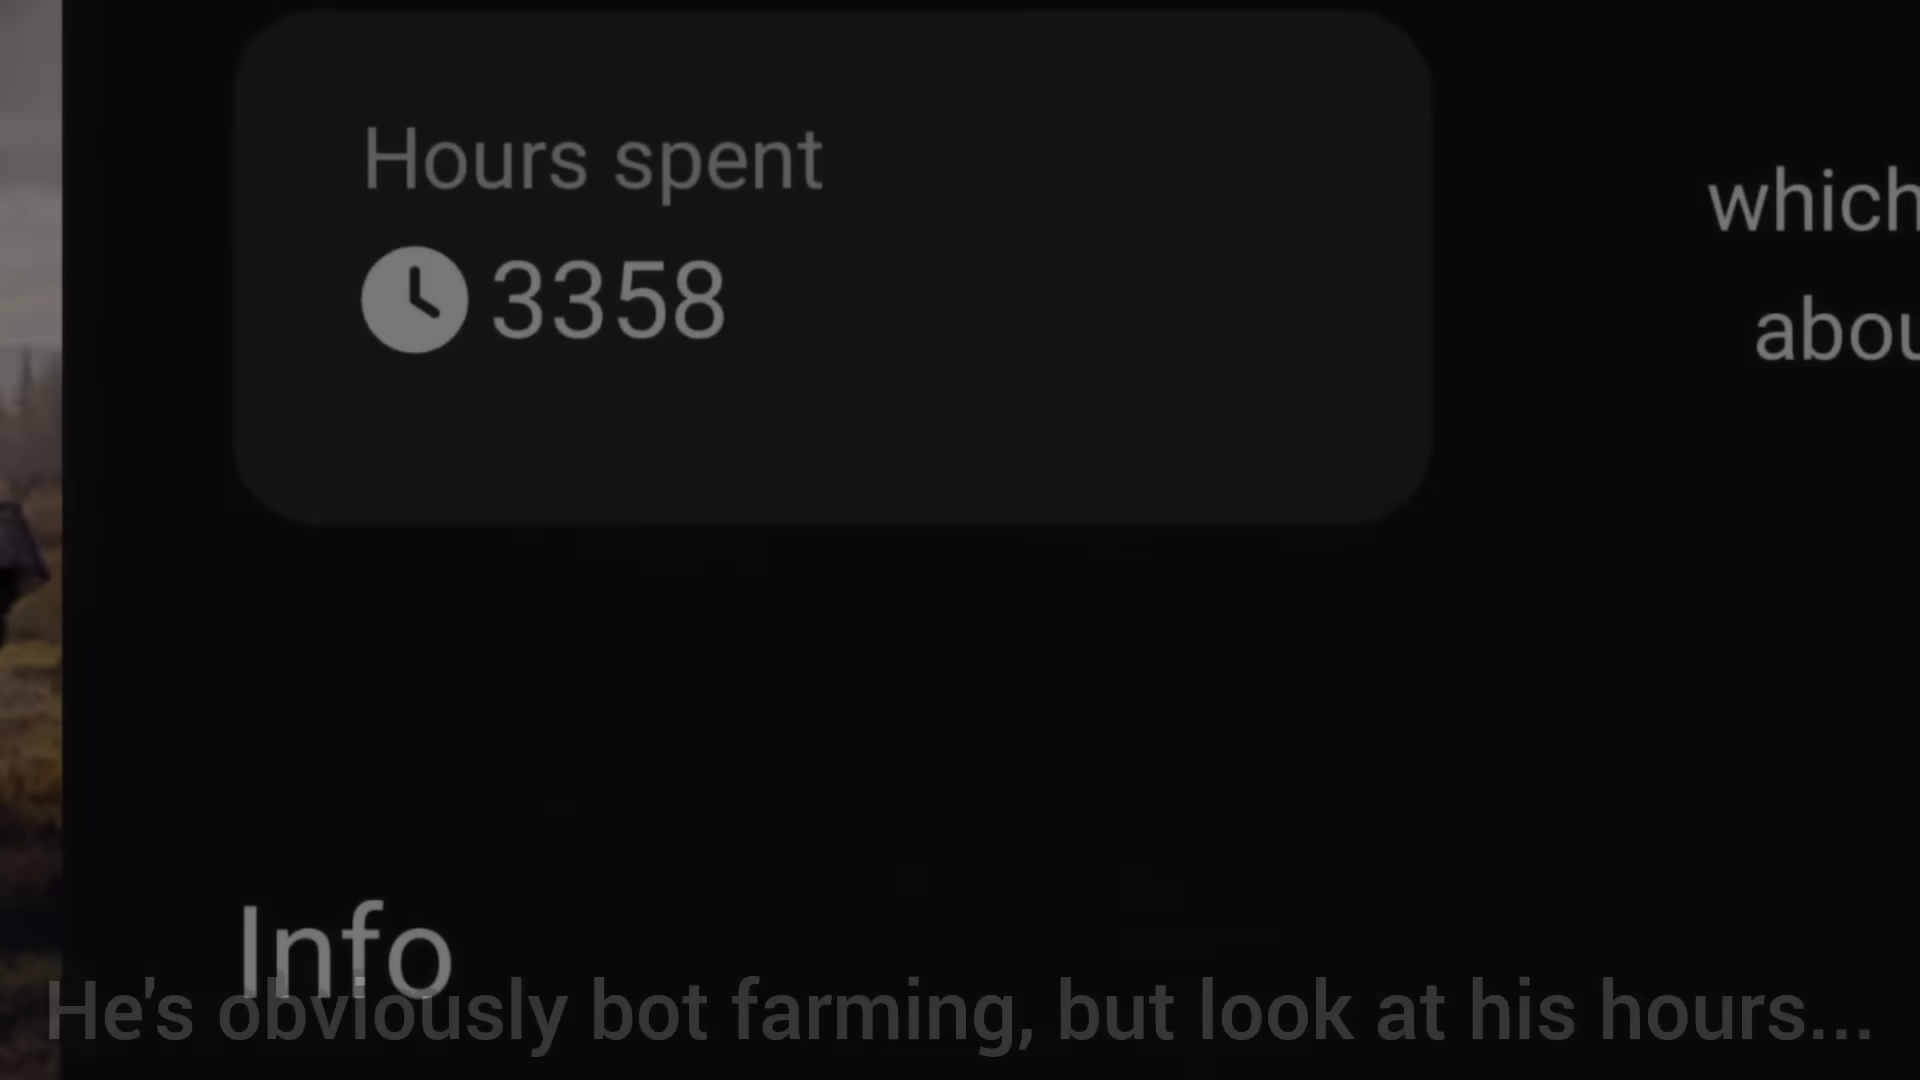 Hours spent
3358
which
abou
Info
He's obviously bot farming, but look at his hours...